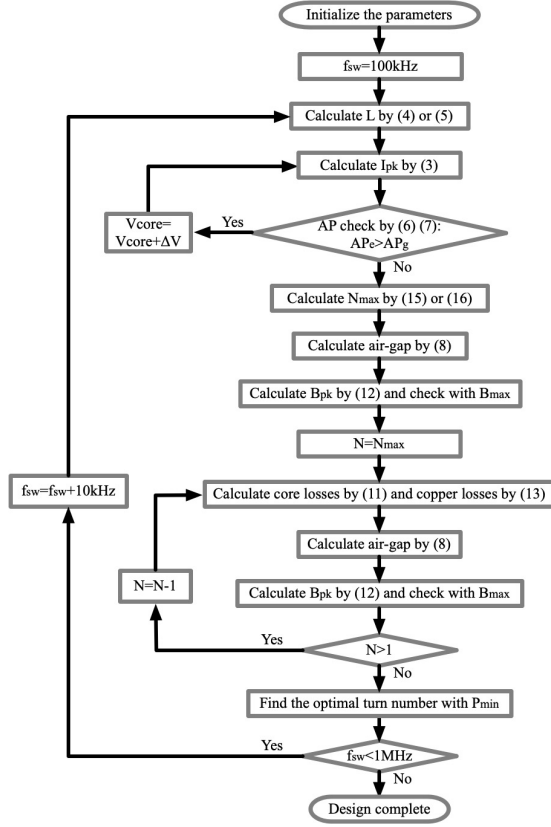 Initialize the parameters
fsw=100kHz
Calculate L by (4) or (5)
Calculate Ipk by (3)
Vcore=
Vcore+ΔV
Yes
AP check by (6) (7):
APe>APg
No
Calculate Nmax by (15) or (16)
Calculate air-gap by (8)
Calculate Bpk by (12) and check with Bmax
N=Nmax
fsw=fsw+10kHz
Calculate core losses by (11) and copper losses by (13)
Calculate air-gap by (8)
N=N-1
Calculate Bpk by (12) and check with Bmax
Yes
N>1
No
Find the optimal turn number with Pmin
Yes
fsw<1MHz
No
Design complete